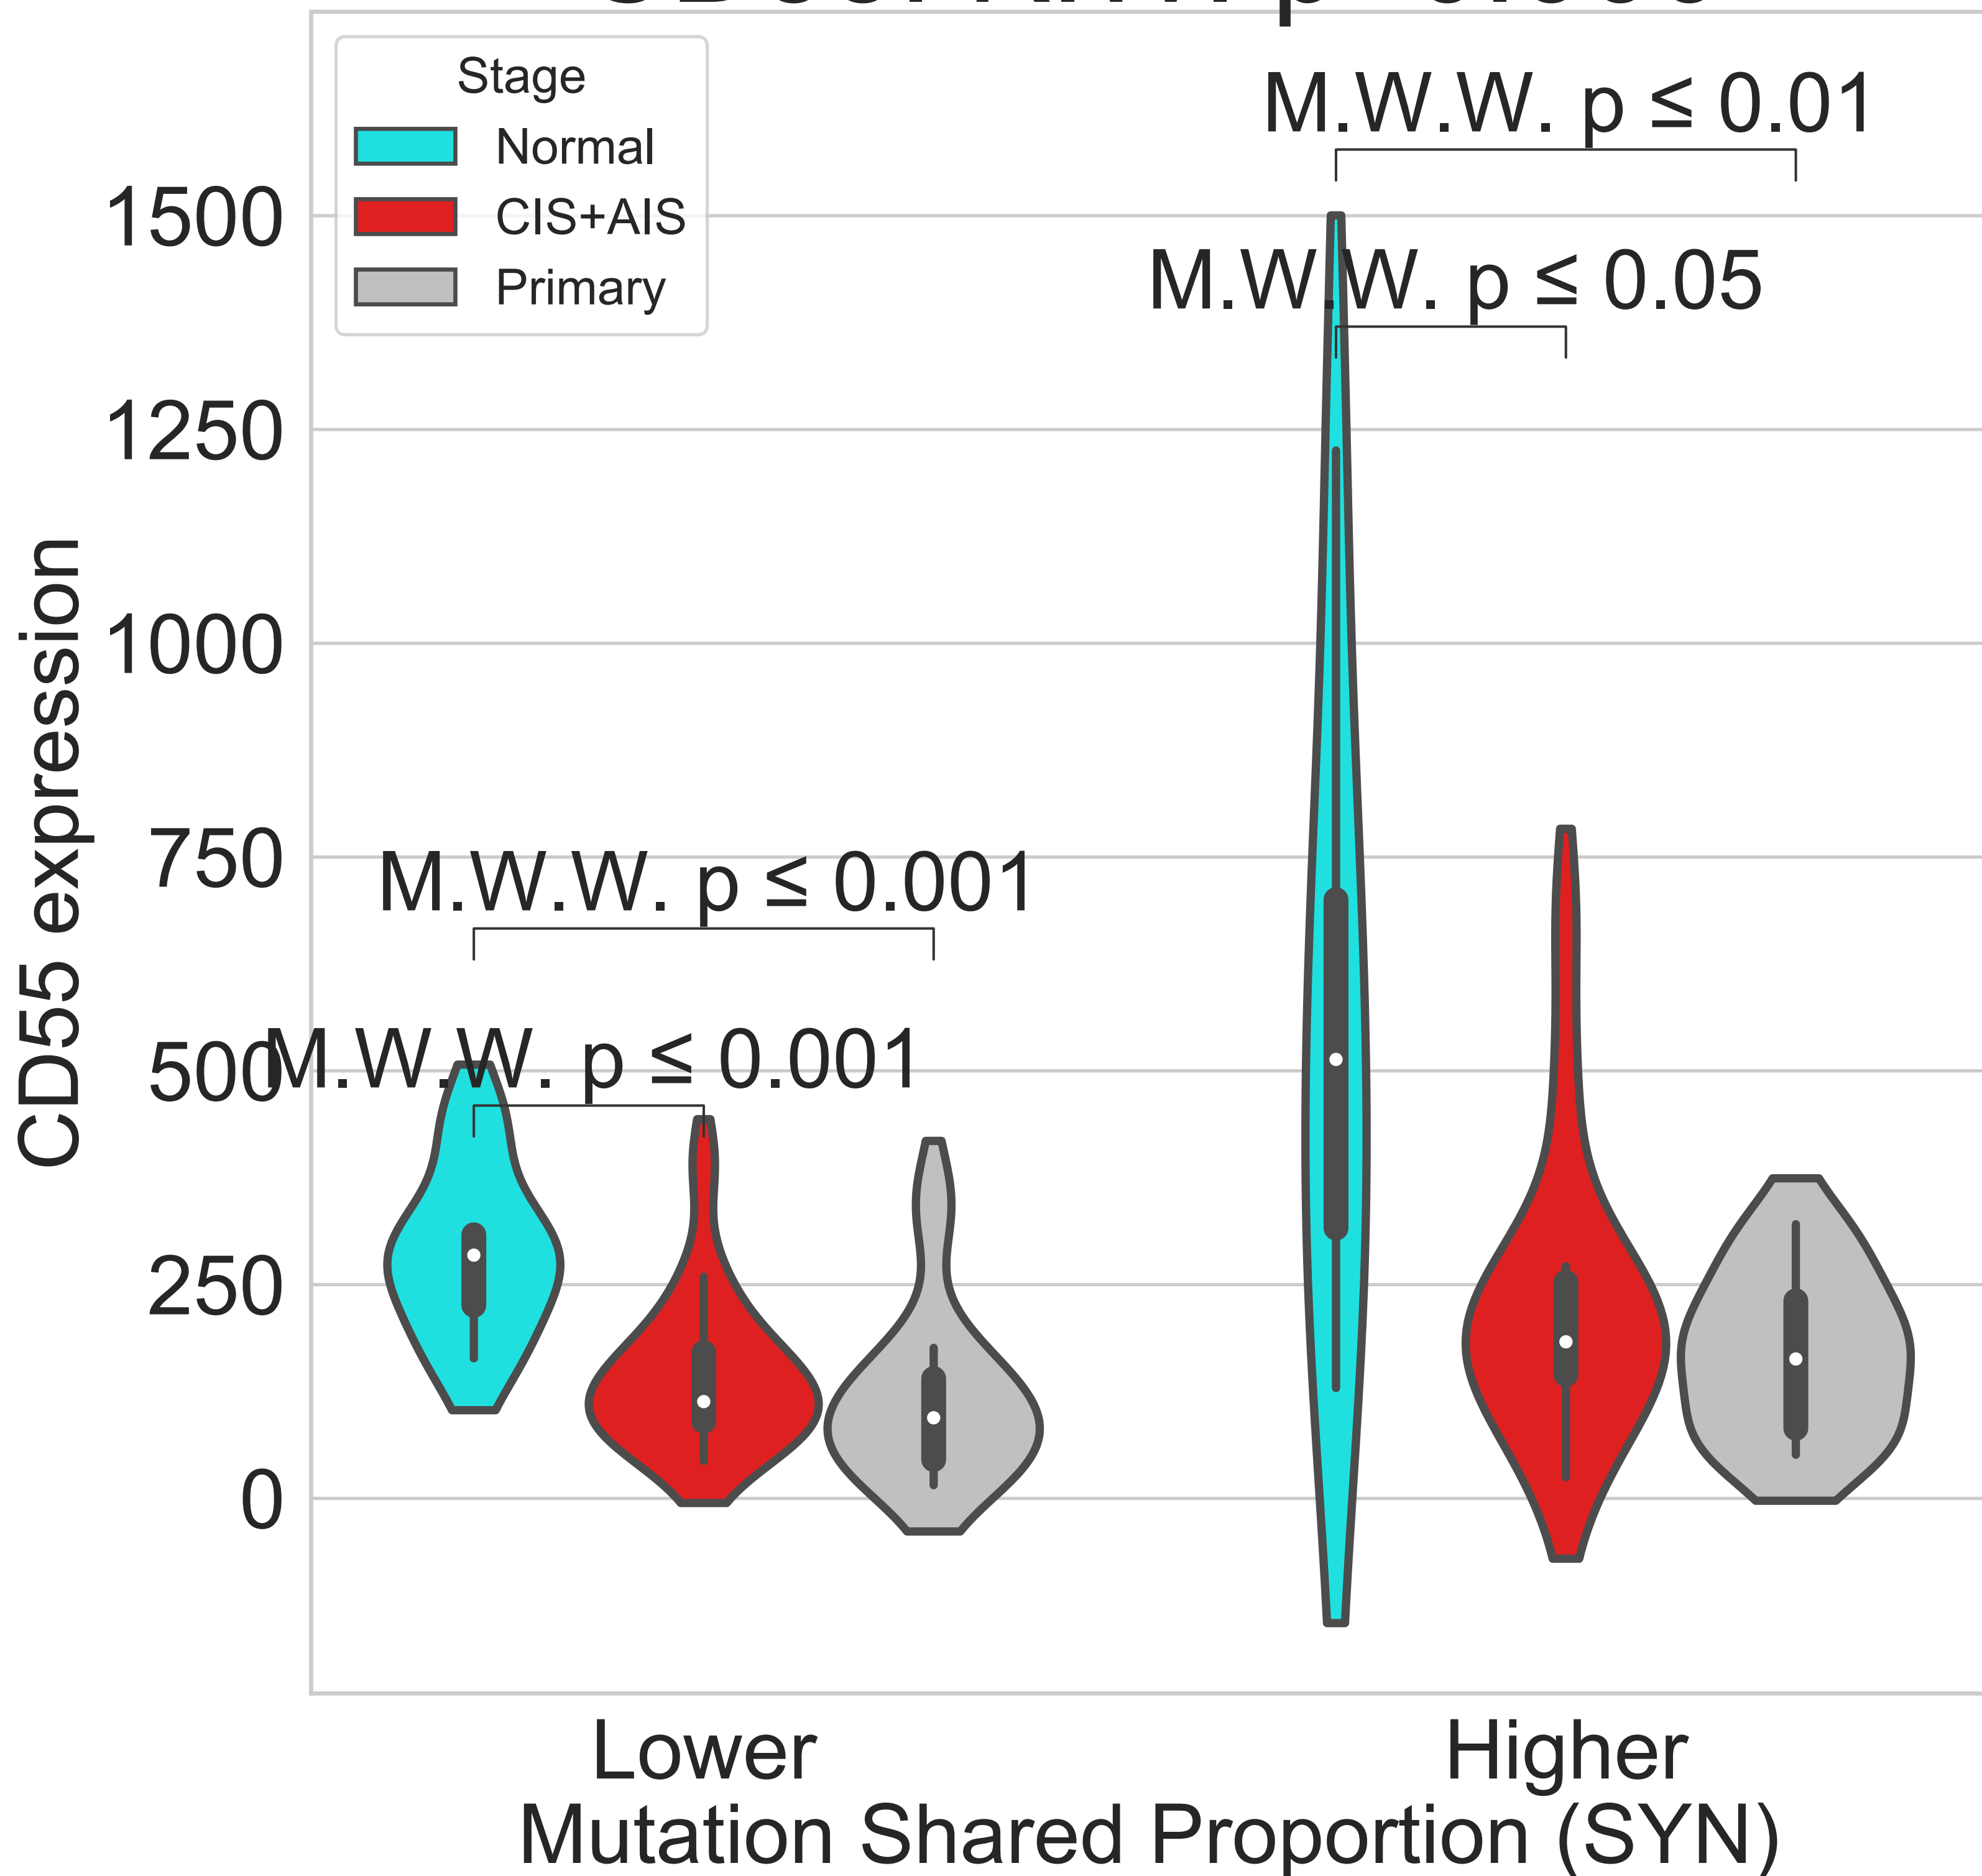 Stage
Normal
CIS+AIS
Primary
M.W.W. p ≤ 0.01
M.W.W. p ≤ 0.05
M.W.W. p ≤ 0.001
M.W.W. p ≤ 0.001
1500
1250
1000
750
500
250
0
CD55 expression
Lower
Higher
Mutation Shared Proportion (SYN)